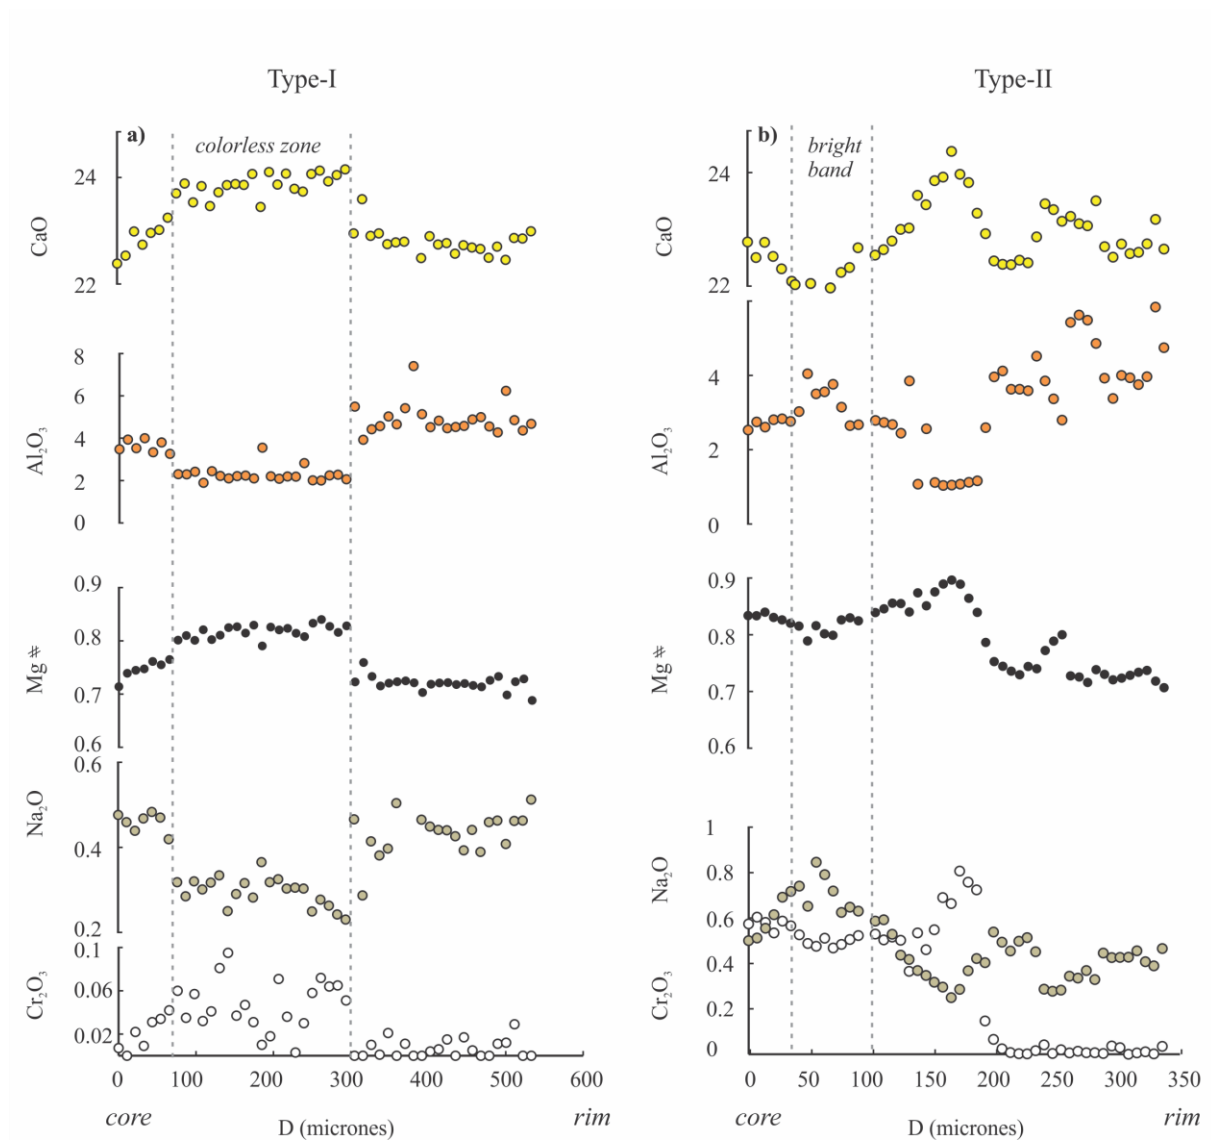 Type-I
Type-II
a)
colorless zone
24
CaO
22
8
6
4
2
0
Al₂O₃
0.9
0.8
0.7
0.6
Mg #
0.6
0.4
0.2
Na₂O
0.1
0.06
0.02
Cr₂O₃
0 100 200 300 400 500 600
core
D (micrones)
rim
b)
bright
band
24
CaO
22
4
2
0
Al₂O₃
0.9
0.8
0.7
0.6
Mg #
1
0.8
0.6
0.4
0.2
0
Na₂O
Cr₂O₃
0 50 100 150 200 250 300 350
core
D (micrones)
rim